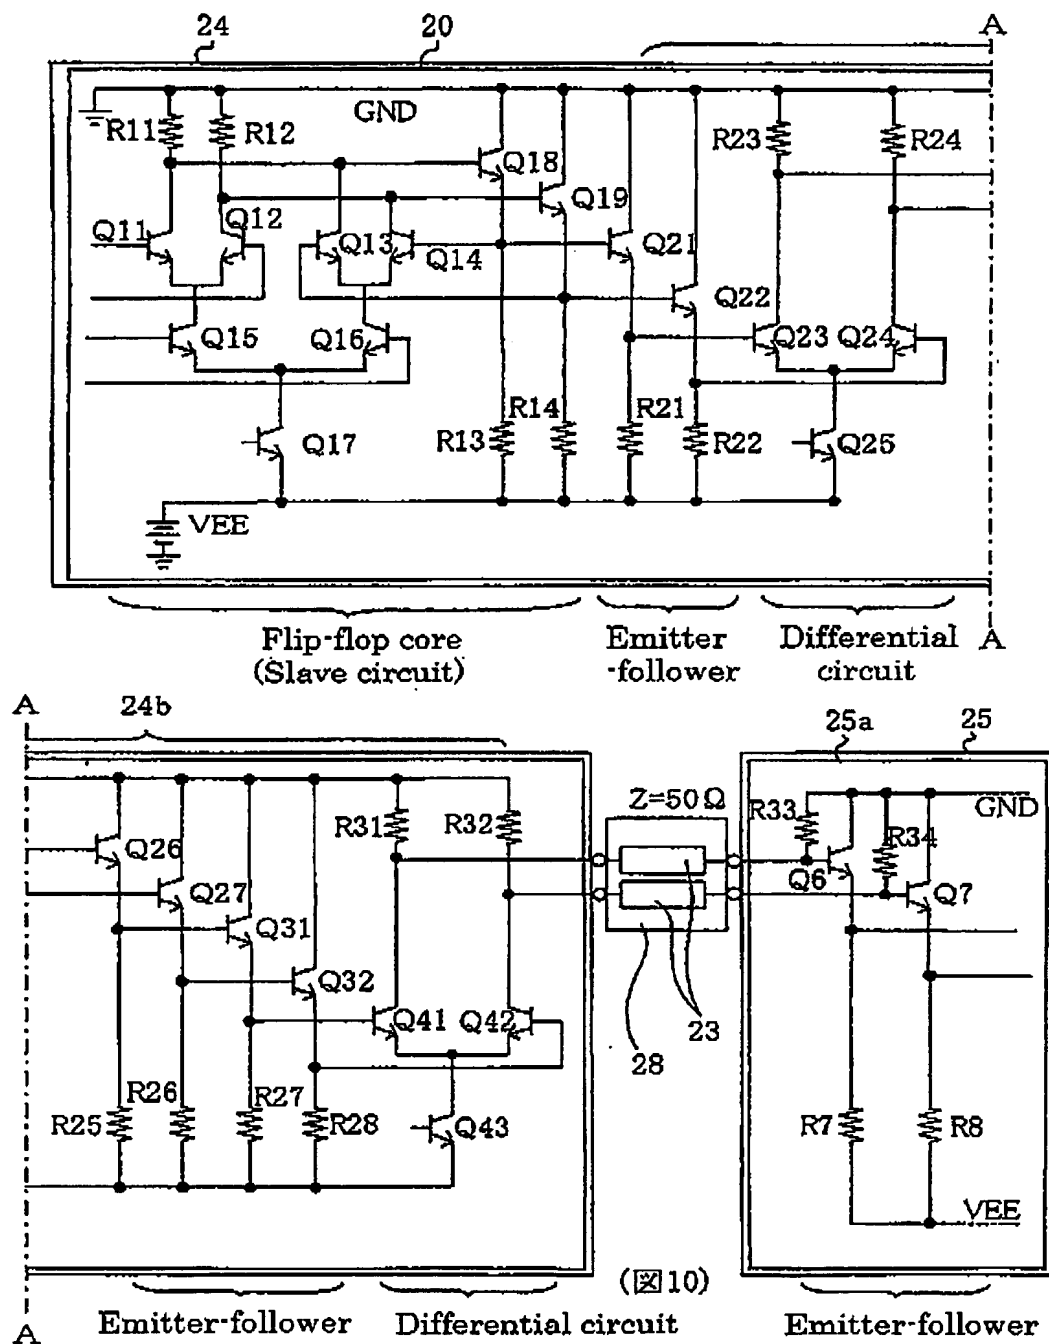 24 20 A
GND
R11 R12 R23 R24
Q18
Q19
Q11 Q12 Q13 Q14 Q21
Q22
Q15 Q16 Q23 Q24
R14 R21
Q17 R13 R22 Q25
VEE
Flip-flop core
(Slave circuit)
Emitter
-follower
Differential
circuit
A
A 24b 25a 25
Z=50Ω
R31 R32 R33 GND
R34
Q26 Q6
Q27 Q7
Q31
Q32
Q41 Q42 23
28
R26 R27
R25 R28 Q43 R7 R8
VEE
(図10)
Emitter-follower
Differential circuit
Emitter-follower
A